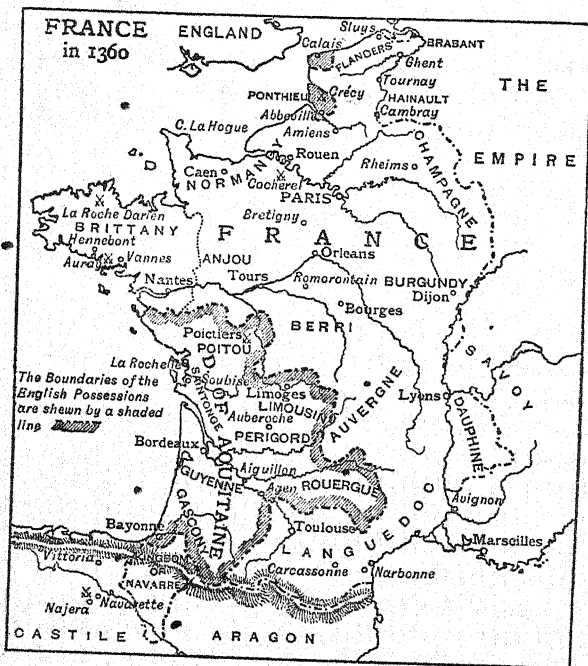 FRANCE
in 1360
ENGLAND
Sluys
Calais
FLANDERS
BRABANT
Ghent
Tournay
THE
PONTHIEU
Crécy
HAINAULT
Cambray
Abbeville
Amiens
C. La Hogue
EMPIRE
NORMANDY
Rouen
Rheims
CHAMPAGNE
Caen
Cocherel
PARIS
La Roche Darien
BRITTANY
Bretigny
FRANCE
Hennebont
Auray
Vannes
ANJOU
Orleans
Nantes
Tours
Romorontain
BURGUNDY
Dijon
Bourges
BERRI
Poictiers
POITOU
SAVOY
La Rochelle
Soubise
SAINTONGE
D. OF AQUITAINE
The Boundaries of the
English Possessions
are shewn by a shaded
line
Limoges
LIMOUSIN
AUVERGNE
Lyons
DAUPHINE
Auberoche
PERIGORD
Bordeaux
Aiguillon
GUYENNE
Agen
ROUERGUE
Avignon
GASCONY
Bayonne
Toulouse
LANGUEDOC
Marseilles
Vittoria
NAVARRE
Carcassonne
Narbonne
Najera
Navarette
CASTILE
ARAGON